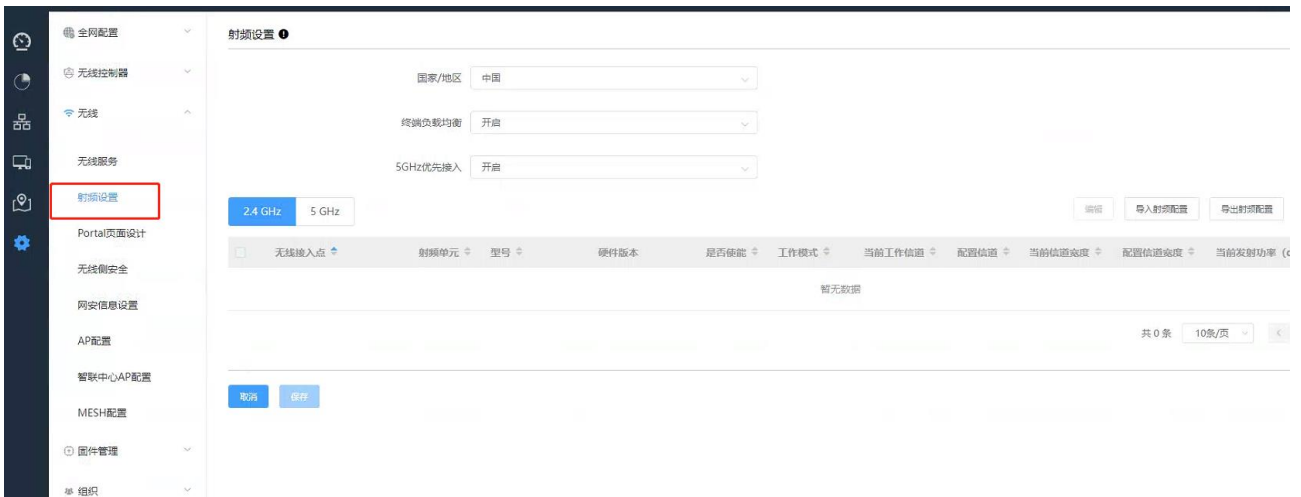 全网配置
无线控制器
无线
无线服务
射频设置
Portal页面设计
无线侧安全
网安信息设置
AP配置
智联中心AP配置
MESH配置
固件管理
组织
射频设置
国家/地区 中国
终端负载均衡 开启
5GHz优先接入 开启
2.4 GHz 5 GHz 编辑 导入射频配置 导出射频配置
无线接入点 射频单元 型号 硬件版本 是否使能 工作模式 当前工作信道 配置信道 当前信道宽度 配置信道宽度 当前发射功率 (
暂无数据
共 0 条 10条/页
取消 保存